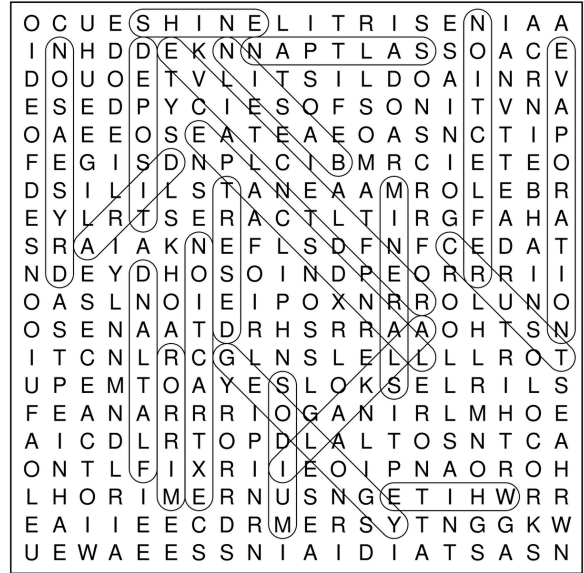 O C U E S H I N E L I T R I S E N I A A
I N H D D E K N N A P T L A S S O A C E
D O U O E T V L I T S I L D O A I N R V
E S E D P Y C I E S O F S O N I T V N A
O A E E O S E A T E A E O A S N C T I P
F E G I S D N P L C I B M R C I E T E O
D S I L I L S T A N E A A M R O L E B R
E Y L R T S E R A C T L T I R G F A H A
S R A I A K N E F L S D F N F C E D A T
N D E Y D H O S O I N D P E O R R R I I
O A S L N O I E I P O X N R R O L U N O
O S E N A A T D R H S R R A A O H T S N
I T C N L R C G L N S L E L L L L R O T
U P E M T O A Y E S L O K S E L R I L S
F E A N A R R R I O G A N I R L M H O E
A I C D L R T O P D L A L T O S N T C A
O N T L F I X R I I E O I P N A O R O H
L H O R I M E R N U S N G E T I H W R R
E A I I E E C D R M E R S Y T N G G K W
U E W A E E S S N I A I D I A T S A S N